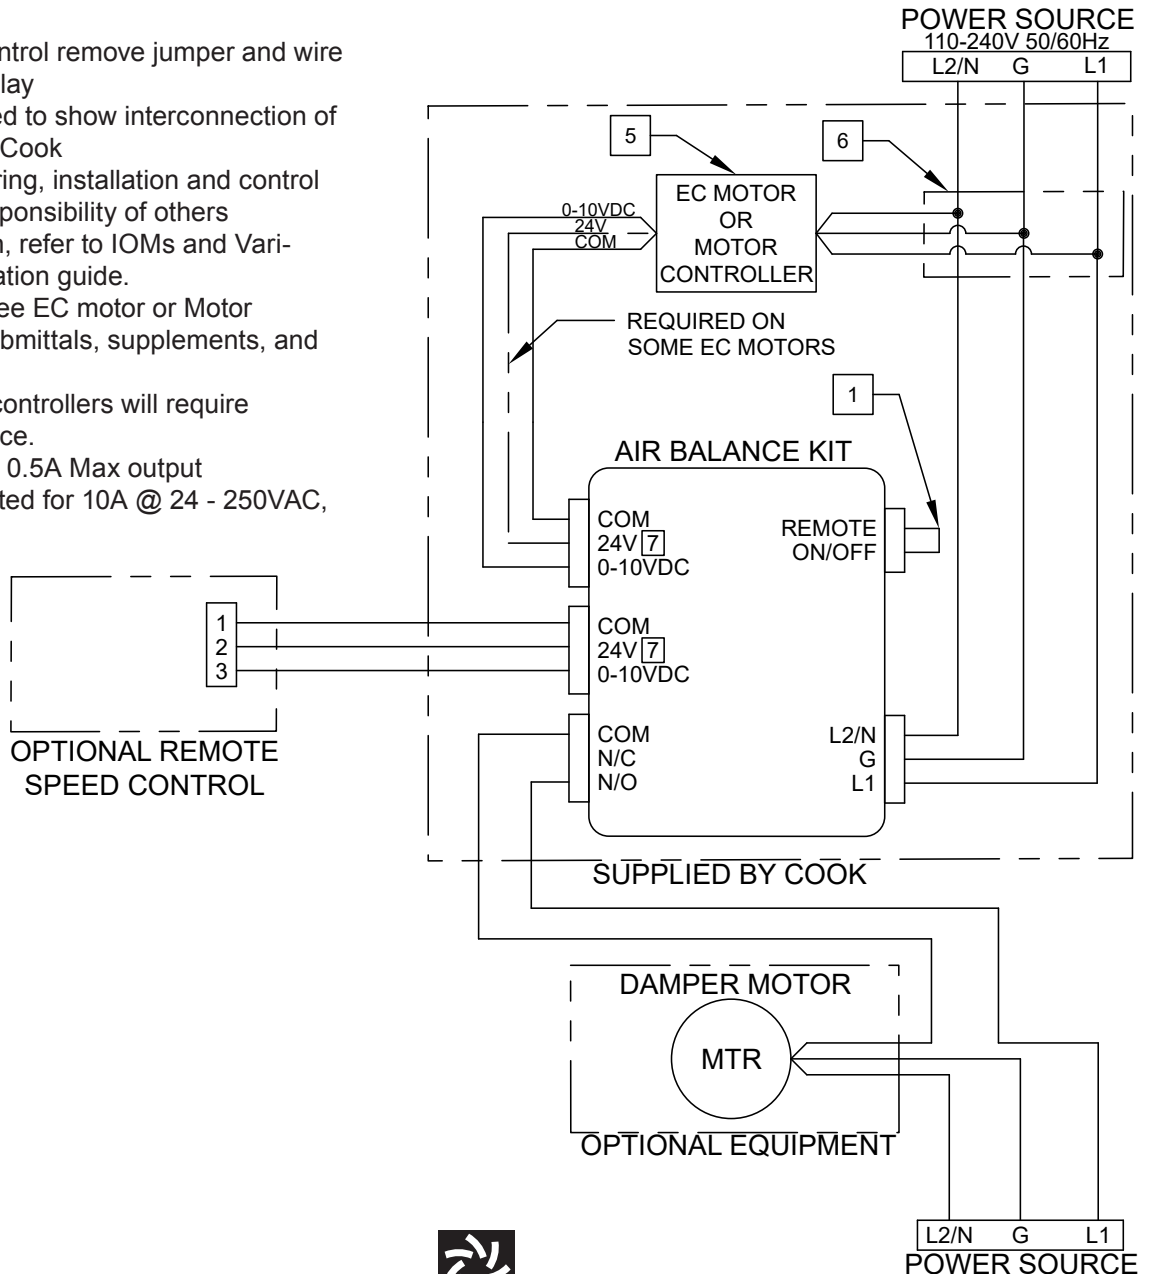 POWER SOURCE
110-240V 50/60Hz
L2/N G L1
ntrol remove jumper and wire
lay
ed to show interconnection of
Cook
ring, installation and control
ponsibility of others
n, refer to IOMs and Vari-
ation guide.
ee EC motor or Motor
bmittals, supplements, and
controllers will require
ce.
0.5A Max output
ted for 10A @ 24 - 250VAC,
5
6
EC MOTOR
OR
MOTOR
CONTROLLER
0-10VDC
24V
COM
REQUIRED ON
SOME EC MOTORS
1
AIR BALANCE KIT
COM
24V 7
0-10VDC
REMOTE
ON/OFF
1
2
3
COM
24V 7
0-10VDC
OPTIONAL REMOTE
SPEED CONTROL
COM
N/C
N/O
L2/N
G
L1
SUPPLIED BY COOK
DAMPER MOTOR
MTR
OPTIONAL EQUIPMENT
L2/N G L1
POWER SOURCE